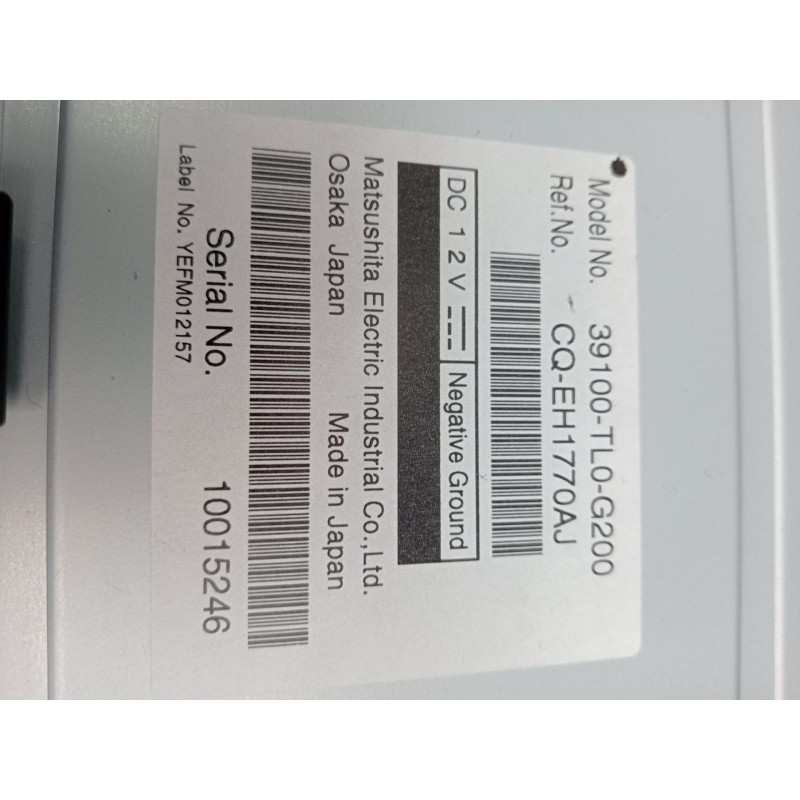 Model No. 39100-TL0-G200
Ref.No. CQ-EH1770AJ
DC 12V Negative Ground
Matsushita Electric Industrial Co.,Ltd.
Osaka Japan Made in Japan
Serial No. 10015246
Label No. YEFM012157